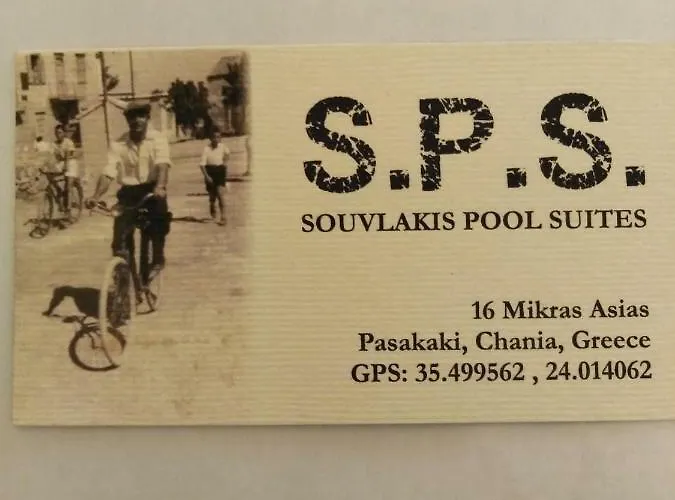 S.P.S.
SOUVLAKIS POOL SUITES
16 Mikras Asias
Pasakaki, Chania, Greece
GPS: 35.499562 , 24.014062